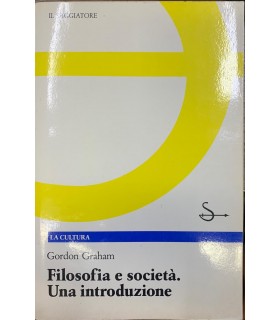 IL SAGGIATORE
LA CULTURA
Gordon Graham
Filosofia e società.
Una introduzione